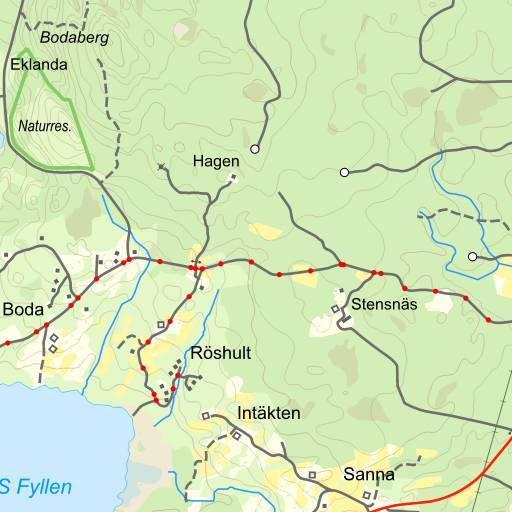 Bodaberg
Eklanda
Naturres.
Hagen
Boda
Stensnäs
Röshult
Intäkten
Sanna
S Fyllen